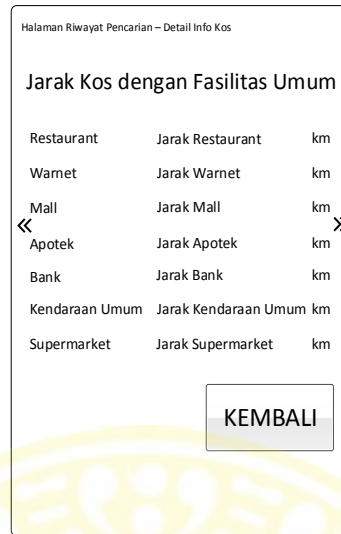 Halaman Riwayat Pencarian – Detail Info Kos
Jarak Kos dengan Fasilitas Umum
Restaurant Jarak Restaurant km
Warnet Jarak Warnet km
Mall Jarak Mall km
Apotek Jarak Apotek km
Bank Jarak Bank km
Kendaraan Umum Jarak Kendaraan Umum km
Supermarket Jarak Supermarket km
KEMBALI